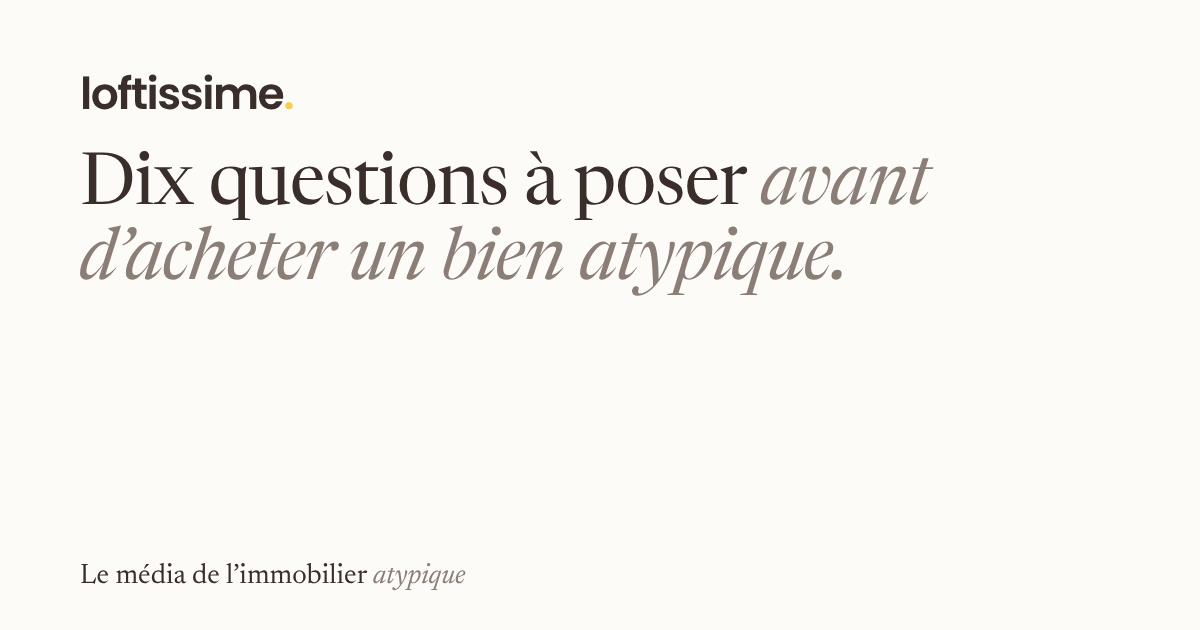 loftissime.
Dix questions à poser avant
d’acheter un bien atypique.
Le média de l’immobilier atypique